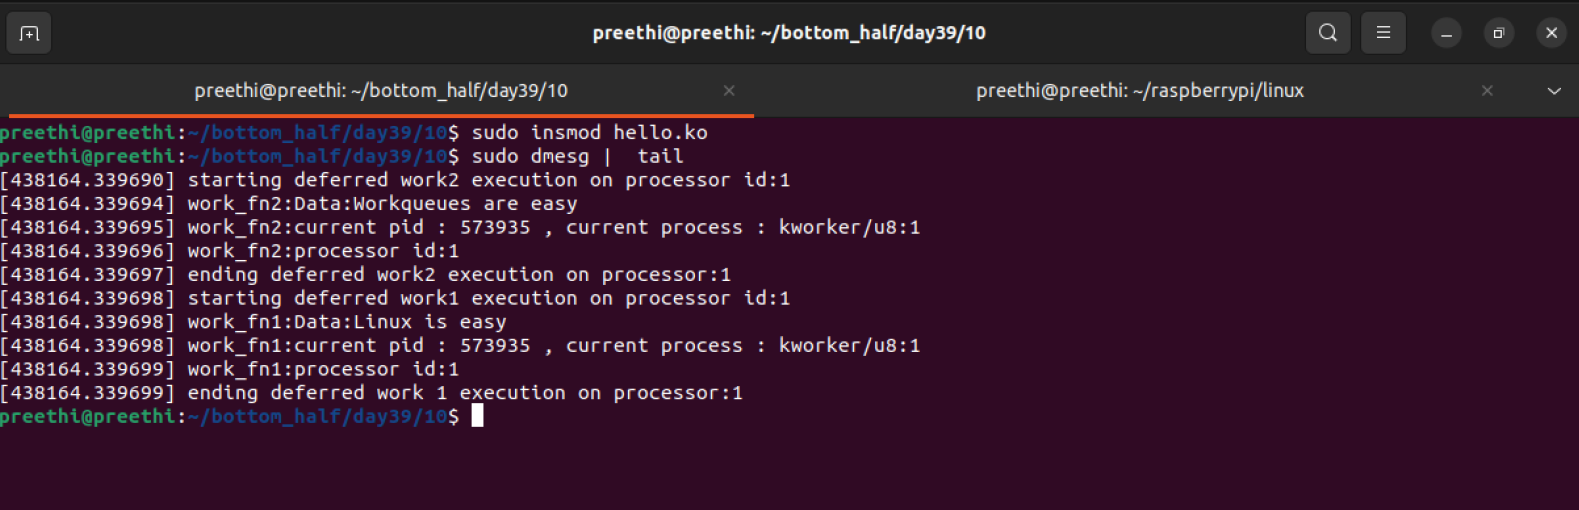 preethi@preethi: ~/bottom_half/day39/10
preethi@preethi: ~/bottom_half/day39/10
preethi@preethi: ~/raspberrypi/linux
preethi@preethi:~/bottom_half/day39/10$ sudo insmod hello.ko
preethi@preethi:~/bottom_half/day39/10$ sudo dmesg |  tail
[438164.339690] starting deferred work2 execution on processor id:1
[438164.339694] work_fn2:Data:Workqueues are easy
[438164.339695] work_fn2:current pid : 573935 , current process : kworker/u8:1
[438164.339696] work_fn2:processor id:1
[438164.339697] ending deferred work2 execution on processor:1
[438164.339698] starting deferred work1 execution on processor id:1
[438164.339698] work_fn1:Data:Linux is easy
[438164.339698] work_fn1:current pid : 573935 , current process : kworker/u8:1
[438164.339699] work_fn1:processor id:1
[438164.339699] ending deferred work 1 execution on processor:1
preethi@preethi:~/bottom_half/day39/10$